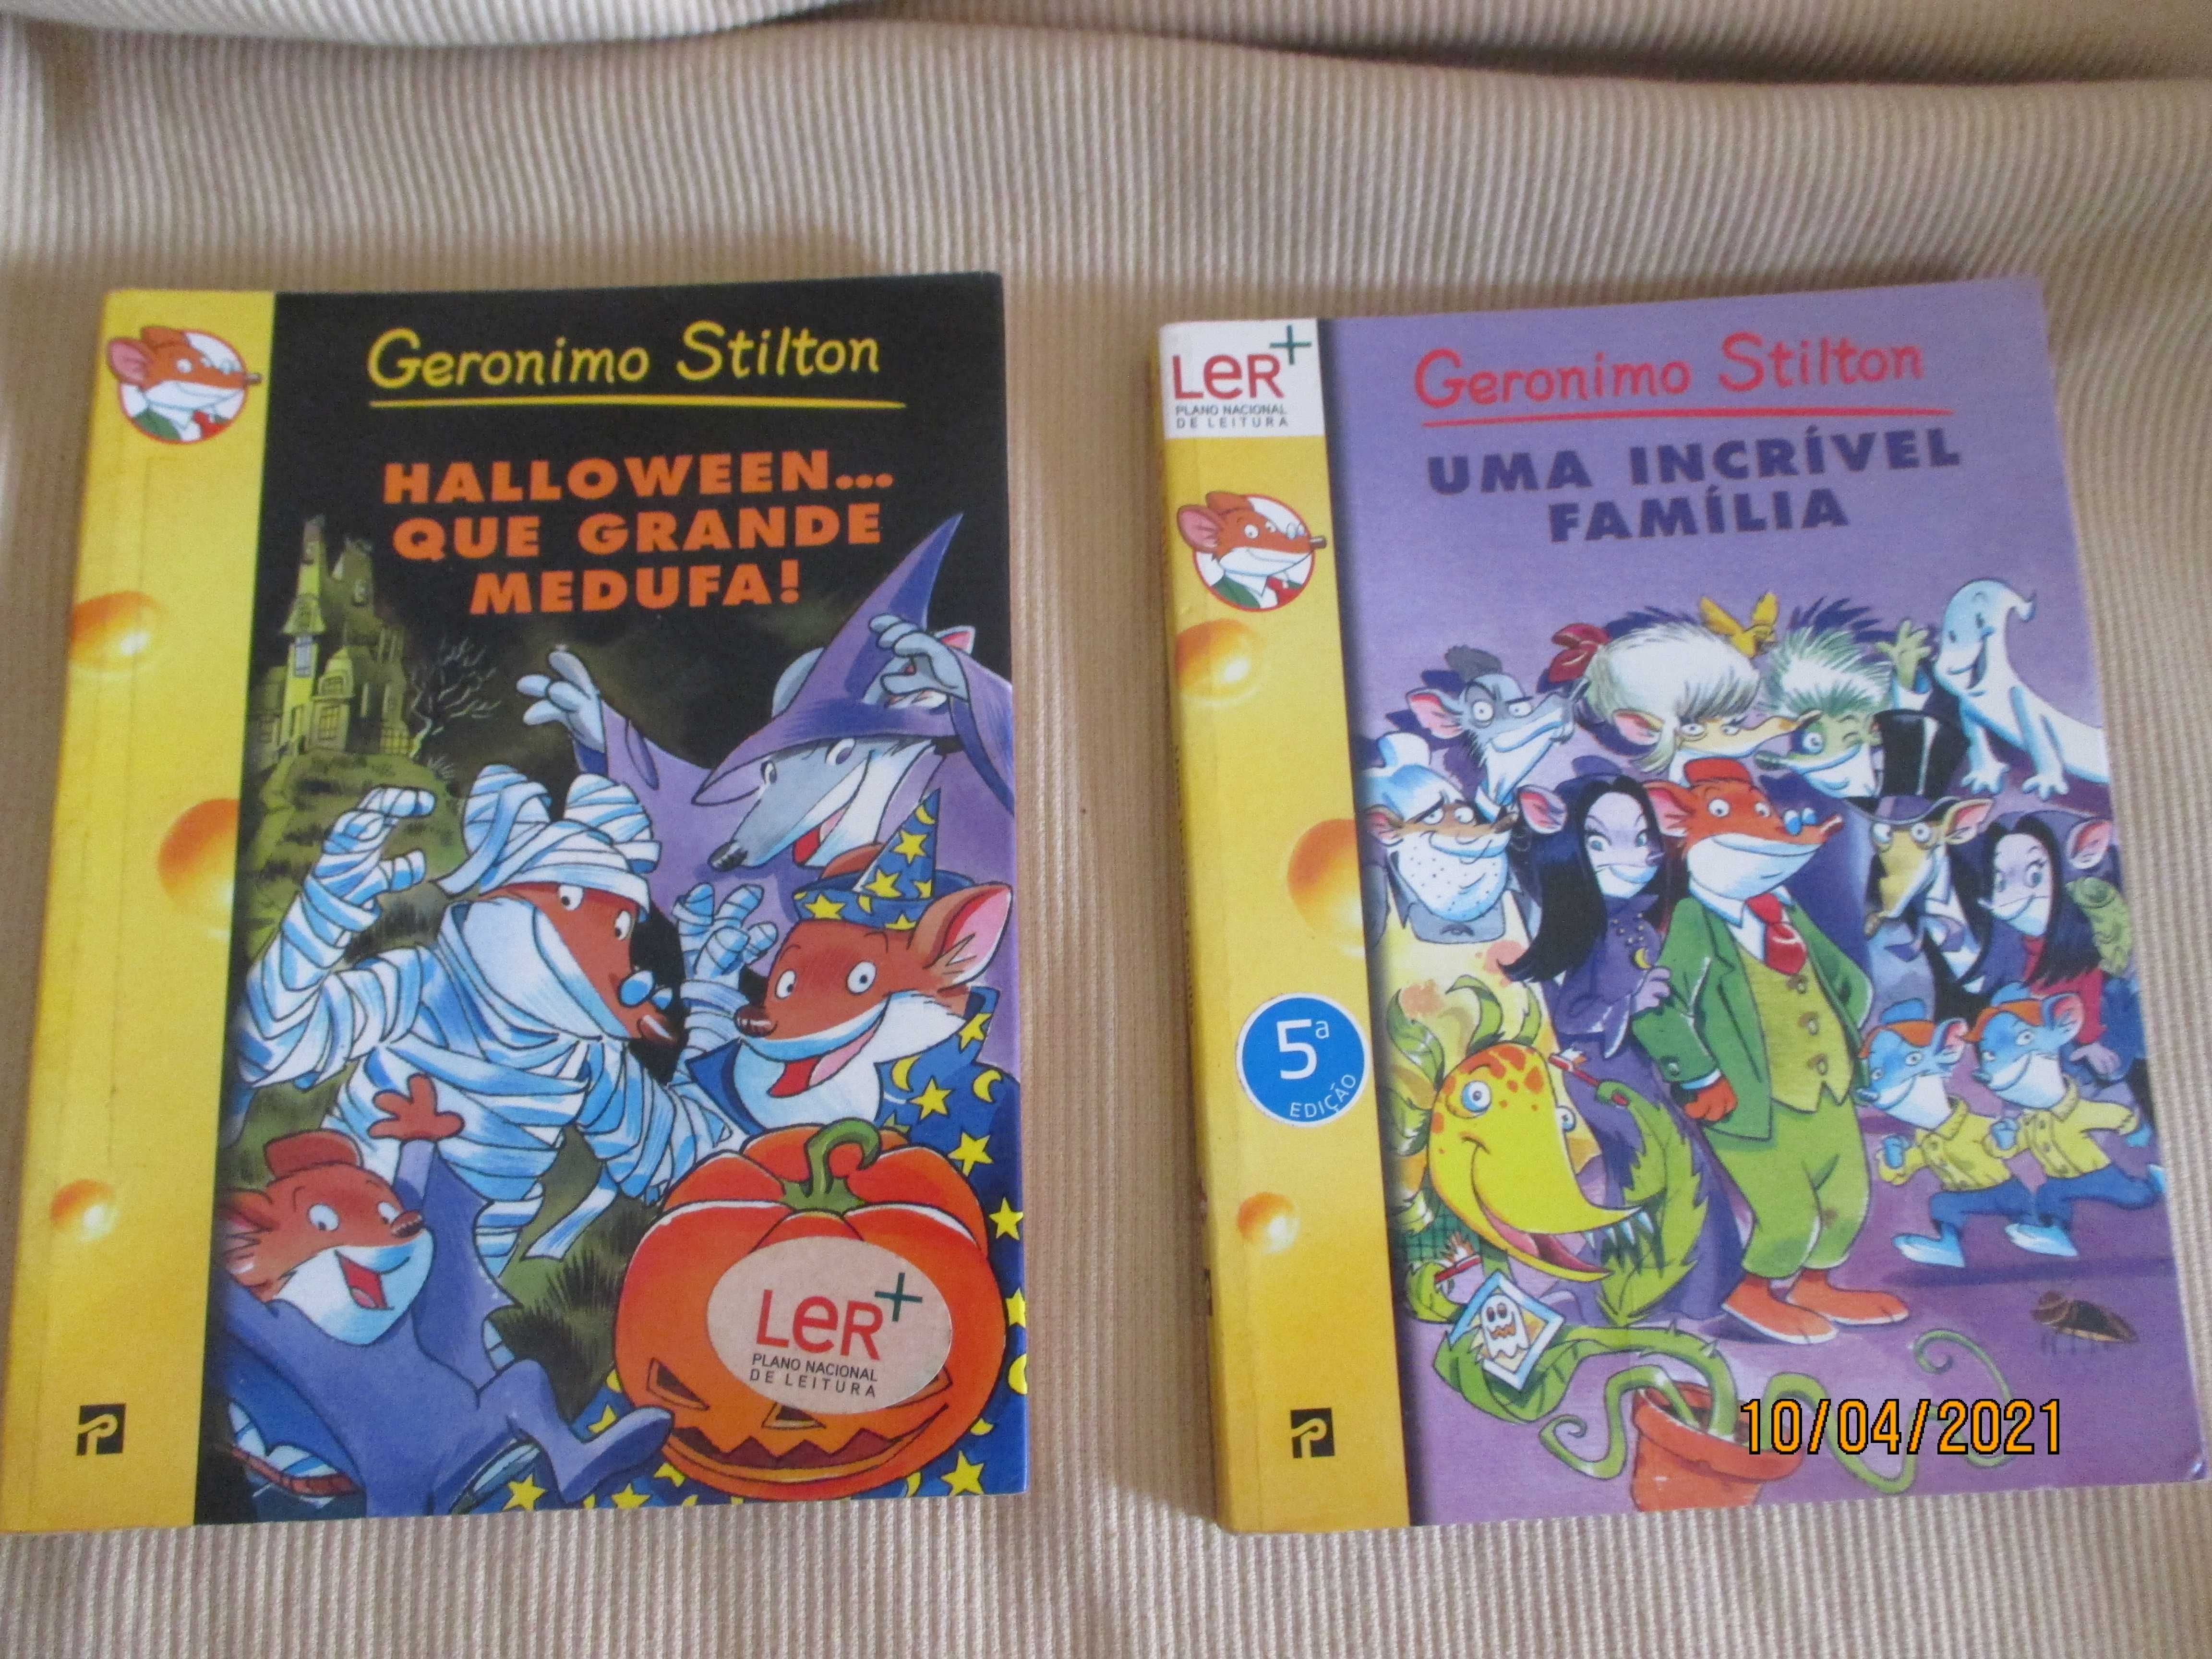 Geronimo Stilton
HALLOWEEN...
QUE GRANDE
MEDUFA!
LeR+
PLANO NACIONAL
DE LEITURA
LeR+
PLANO NACIONAL
DE LEITURA
Geronimo Stilton
UMA INCRÍVEL
FAMÍLIA
5ª
EDIÇÃO
10/04/2021